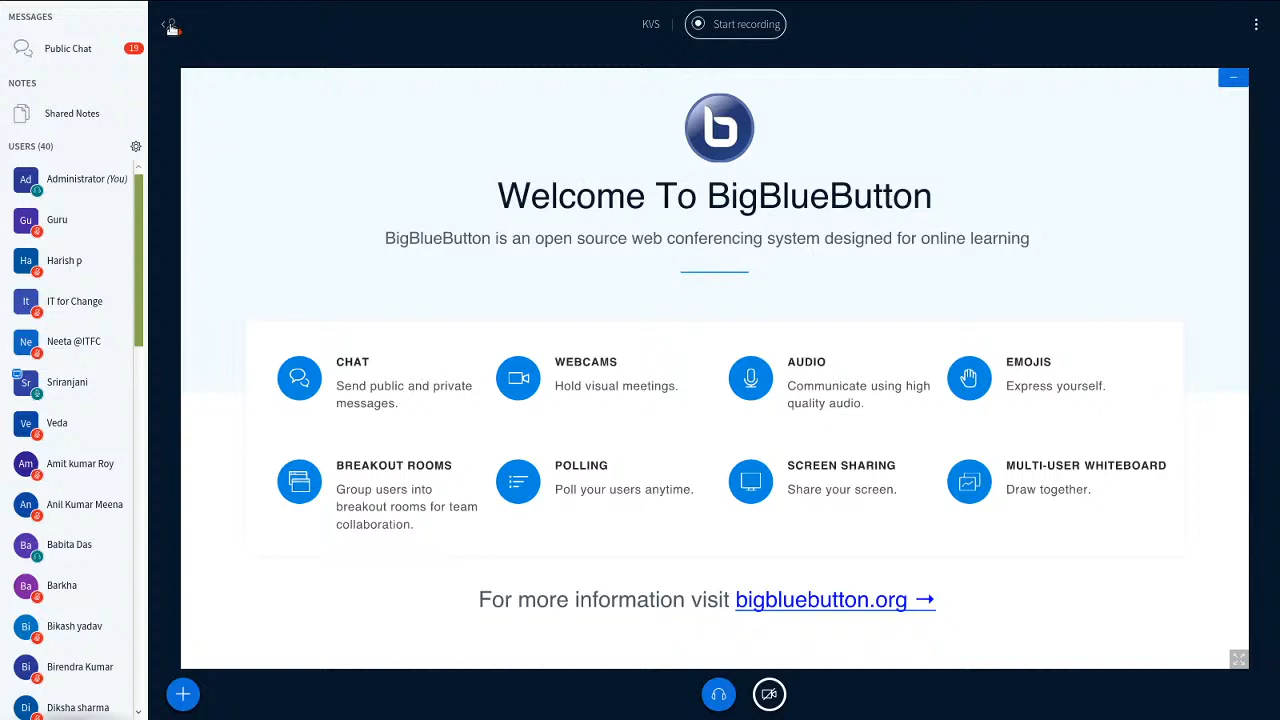 MESSAGES
Public Chat
19
NOTES
Shared Notes
USERS (40)
Ad
Administrator (You)
Gu
Guru
Ha
Harish p
It
IT for Change
Ne
Neeta @ITFC
Sr
Sriranjani
Ve
Veda
Am
Amit kumar Roy
An
Anil Kumar Meena
Ba
Babita Das
Ba
Barkha
Bi
Bikash yadav
Bi
Birendra Kumar
Di
Diksha sharma
KVS
Start recording
Welcome To BigBlueButton
BigBlueButton is an open source web conferencing system designed for online learning
CHAT
Send public and private
messages.
WEBCAMS
Hold visual meetings.
AUDIO
Communicate using high
quality audio.
EMOJIS
Express yourself.
BREAKOUT ROOMS
Group users into
breakout rooms for team
collaboration.
POLLING
Poll your users anytime.
SCREEN SHARING
Share your screen.
MULTI-USER WHITEBOARD
Draw together.
For more information visit bigbluebutton.org →